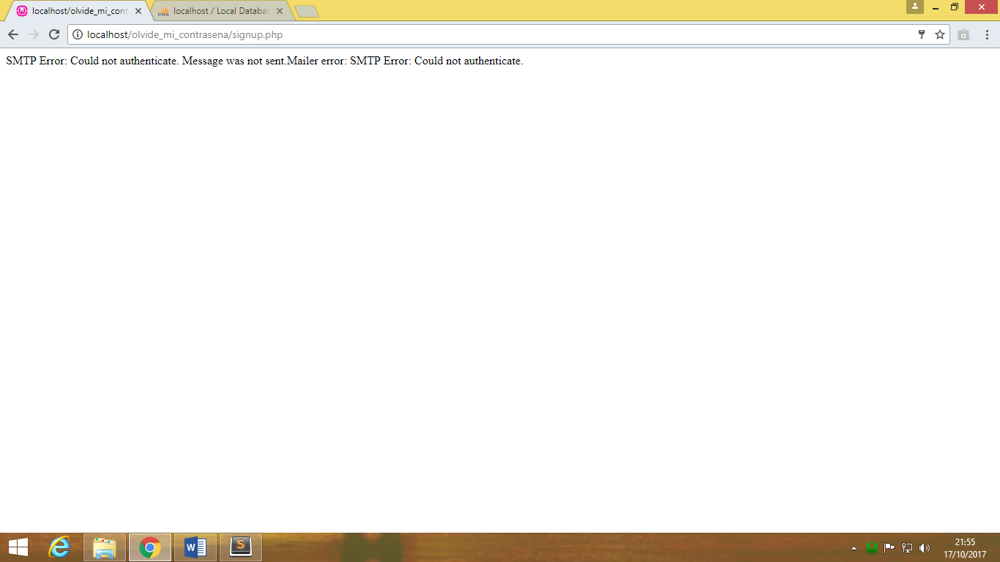 localhost/olvide_mi_cont
localhost / Local Databas
localhost/olvide_mi_contrasena/signup.php
SMTP Error: Could not authenticate. Message was not sent.Mailer error: SMTP Error: Could not authenticate.
21:55
17/10/2017